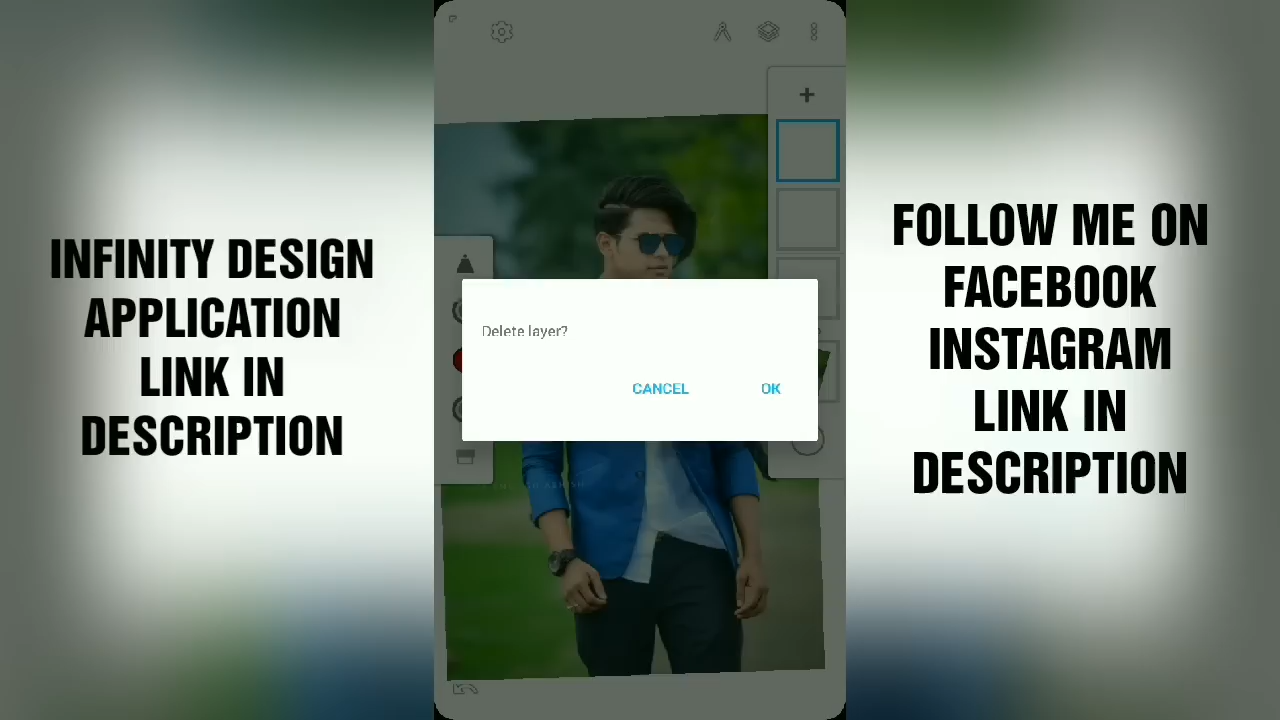 INFINITY DESIGN
APPLICATION
LINK IN
DESCRIPTION
Delete layer?
CANCEL OK
FOLLOW ME ON
FACEBOOK
INSTAGRAM
LINK IN
DESCRIPTION